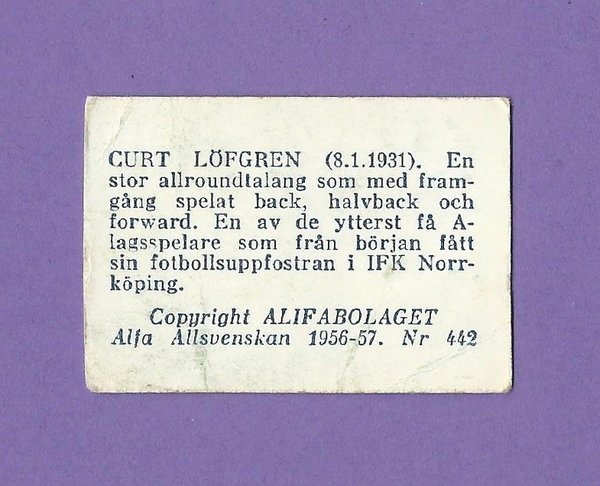 CURT LÖFGREN (8.1.1931). En
stor allroundtalang som med fram-
gång spelat back, halvback och
forward. En av de ytterst få A-
lagsspelare som från början fått
sin fotbollsuppfostran i IFK Norr-
köping.
Copyright ALIFABOLAGET
Alfa Allsvenskan 1956-57. Nr 442